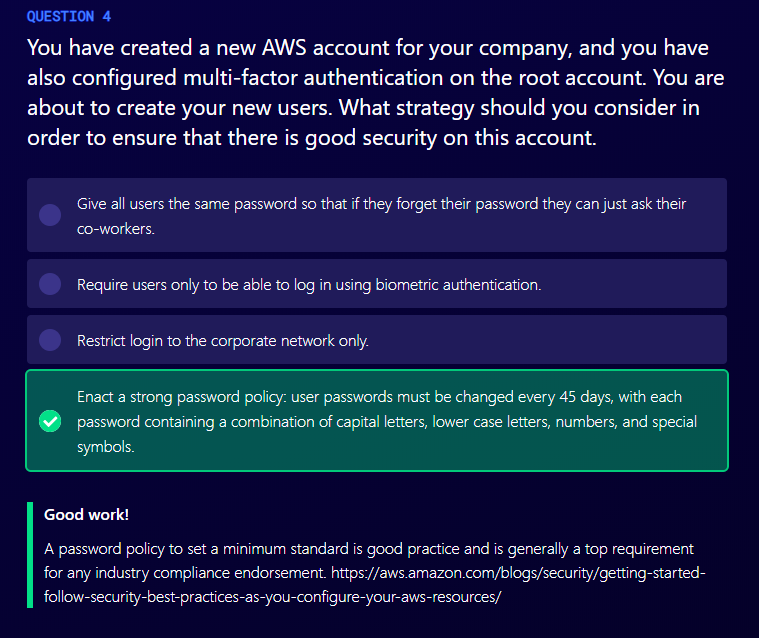 QUESTION 4
You have created a new AWS account for your company, and you have
also configured multi-factor authentication on the root account. You are
about to create your new users. What strategy should you consider in
order to ensure that there is good security on this account.
Give all users the same password so that if they forget their password they can just ask their
co-workers.
Require users only to be able to log in using biometric authentication.
Restrict login to the corporate network only.
Enact a strong password policy: user passwords must be changed every 45 days, with each
password containing a combination of capital letters, lower case letters, numbers, and special
symbols.
Good work!
A password policy to set a minimum standard is good practice and is generally a top requirement
for any industry compliance endorsement. https://aws.amazon.com/blogs/security/getting-started-
follow-security-best-practices-as-you-configure-your-aws-resources/